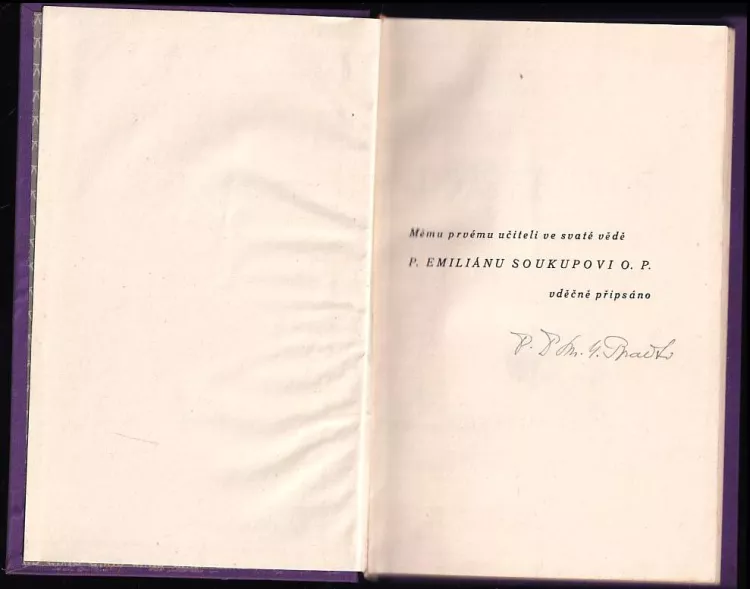 Mému prvému učiteli ve svaté vědě
P. EMILIÁNU SOUKUPOVI O. P.
vděčně připsáno
P.